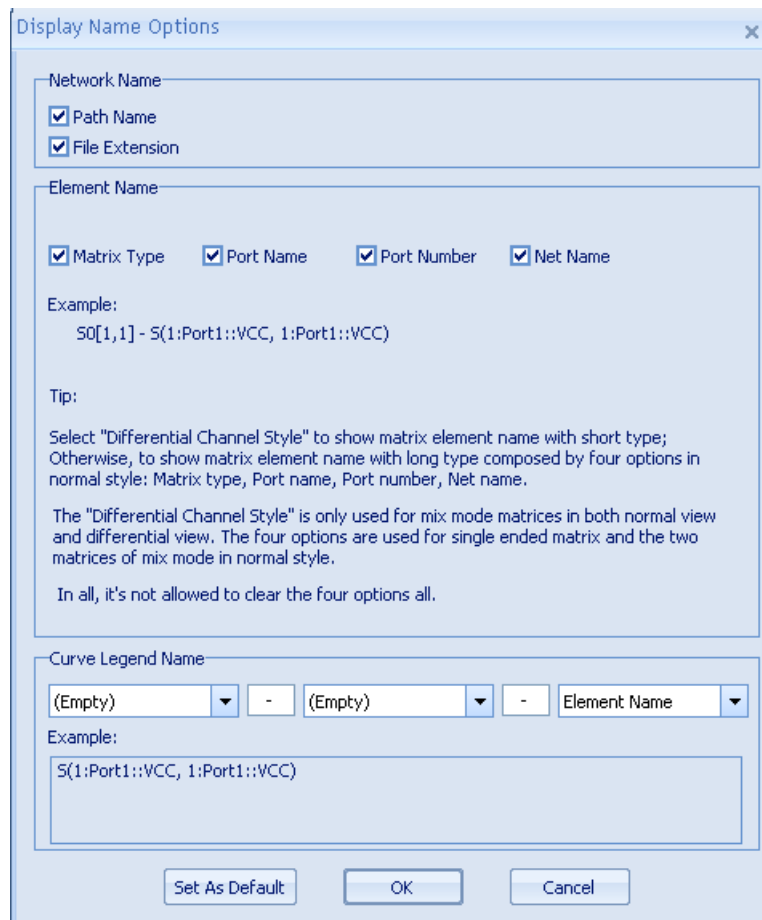 Display Name Options
Network Name
Path Name
File Extension
Element Name
Matrix Type Port Name Port Number Net Name
Example:
S0[1,1] - S(1:Port1::VCC, 1:Port1::VCC)
Tip:
Select "Differential Channel Style" to show matrix element name with short type;
Otherwise, to show matrix element name with long type composed by four options in
normal style: Matrix type, Port name, Port number, Net name.
The "Differential Channel Style" is only used for mix mode matrices in both normal view
and differential view. The four options are used for single ended matrix and the two
matrices of mix mode in normal style.
In all, it's not allowed to clear the four options all.
Curve Legend Name
(Empty) - (Empty) - Element Name
Example:
S(1:Port1::VCC, 1:Port1::VCC)
Set As Default OK Cancel